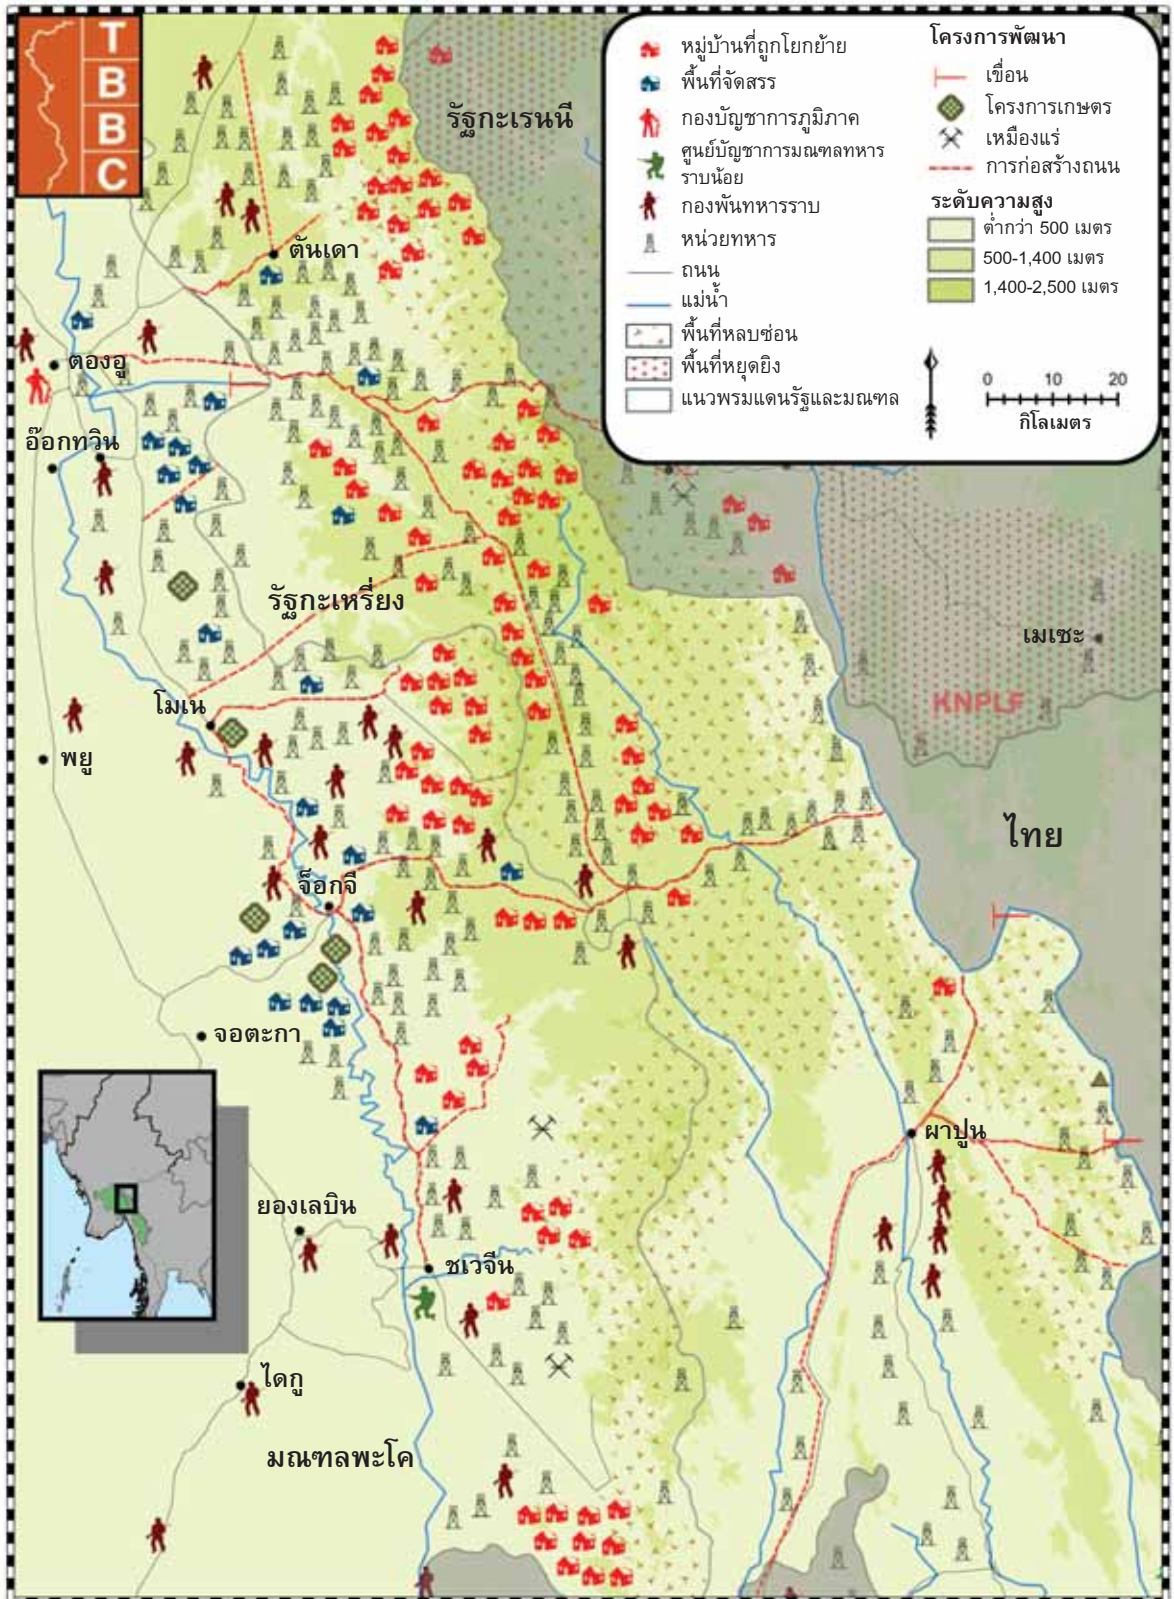 T
B
B
C
หมู่บ้านที่ถูกโยกย้าย
พื้นที่จัดสรร
กองบัญชาการภูมิภาค
ศูนย์บัญชาการมณฑลทหาร
ราบน้อย
กองพันทหารราบ
หน่วยทหาร
ถนน
แม่น้ำ
พื้นที่หลบซ่อน
พื้นที่หยุดยิง
แนวพรมแดนรัฐและมณฑล
โครงการพัฒนา
เขื่อน
โครงการเกษตร
เหมืองแร่
การก่อสร้างถนน
ระดับความสูง
ต่ำกว่า 500 เมตร
500-1,400 เมตร
1,400-2,500 เมตร
0 10 20
กิโลเมตร
รัฐกะเรนนี
ตันเดา
ตองอู
อ๊อกทวิน
รัฐกะเหรี่ยง
เมเซะ
KNPLF
โมเน
พยู
ไทย
จ็อกจี
จอตะกา
ผาปูน
ยองเลบิน
ชเวจีน
ไดกู
มณฑลพะโค